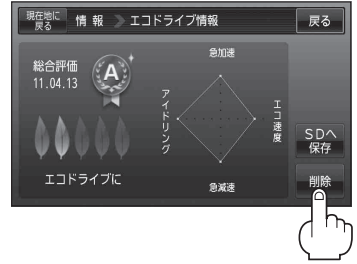 現在地に
戻る
情報
エコドライブ情報
戻る
総合評価
11.04.13
A
急加速
アイドリング
エコ速度
急減速
エコドライブに
SDへ
保存
削除